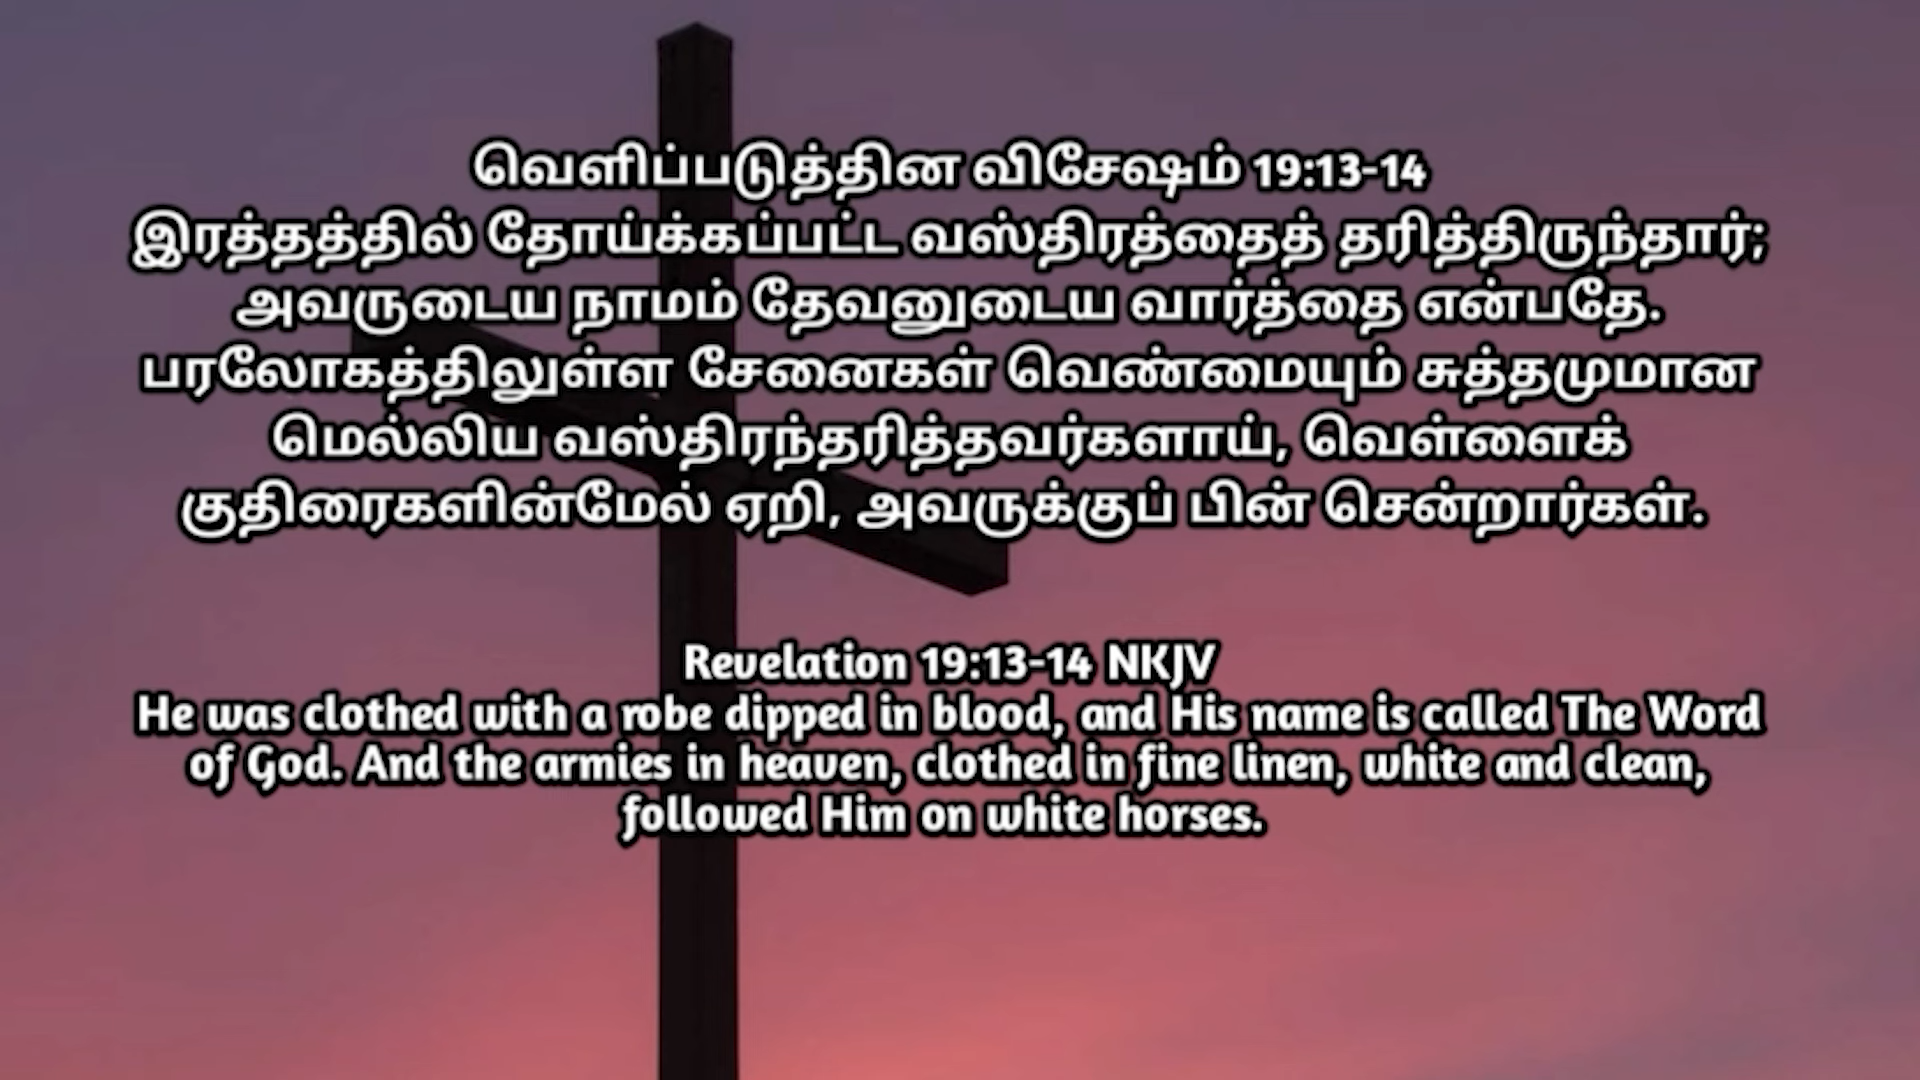 வெளிப்படுத்தின விசேஷம் 19:13-14
இரத்தத்தில் தோய்க்கப்பட்ட வஸ்திரத்தைத் தரித்திருந்தார்;
அவருடைய நாமம் தேவனுடைய வார்த்தை என்பதே.
பரலோகத்திலுள்ள சேனைகள் வெண்மையும் சுத்தமுமான
மெல்லிய வஸ்திரந்தரித்தவர்களாய், வெள்ளைக்
குதிரைகளின்மேல் ஏறி, அவருக்குப் பின் சென்றார்கள்.
Revelation 19:13-14 NKJV
He was clothed with a robe dipped in blood, and His name is called The Word
of God. And the armies in heaven, clothed in fine linen, white and clean,
followed Him on white horses.